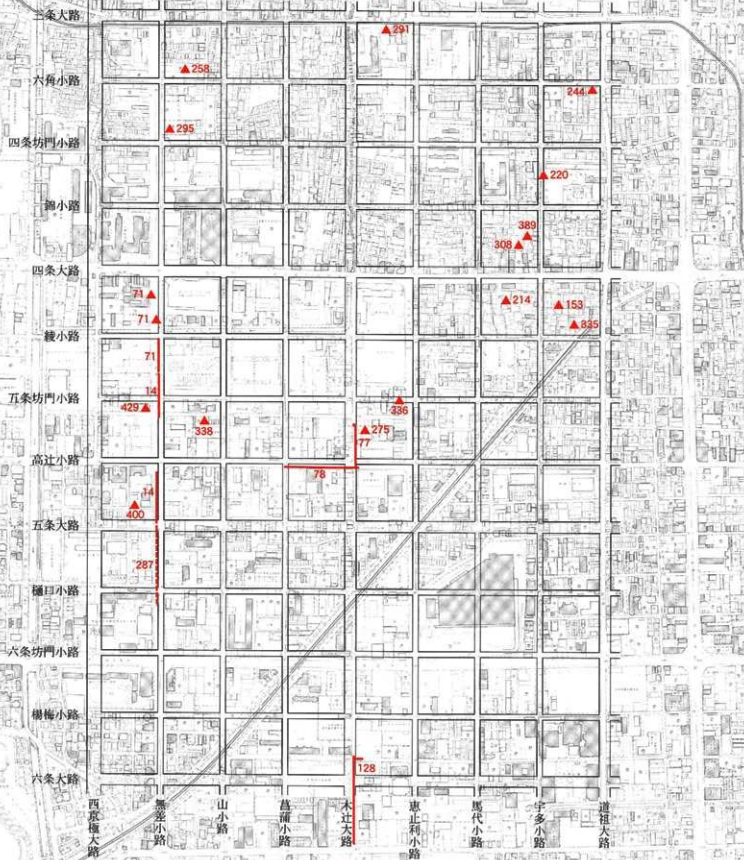 三条大路
291
258
六角小路
244
295
四条坊門小路
220
錦小路
389
308
四条大路
71
214
153
71
335
綾小路
71
14
五条坊門小路
429
336
338
275
77
高辻小路
78
14
400
五条大路
287
樋口小路
六条坊門小路
楊梅小路
128
六条大路
西京極大路
無差小路
山小路
菖蒲小路
木辻大路
恵止利小路
馬代小路
宇多小路
道祖大路